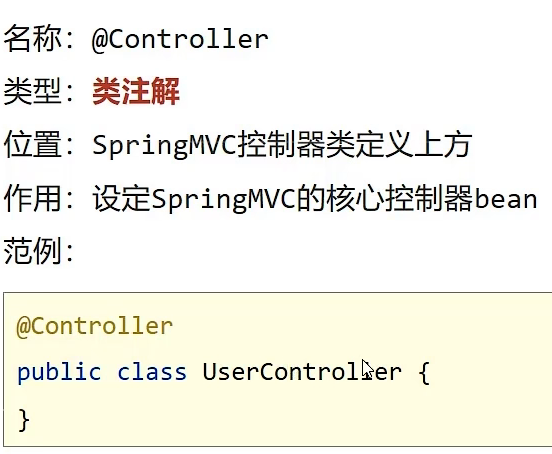 名称：@Controller
类型：类注解
位置：SpringMVC控制器类定义上方
作用：设定SpringMVC的核心控制器bean
范例：
@Controller
public class UserController {
}